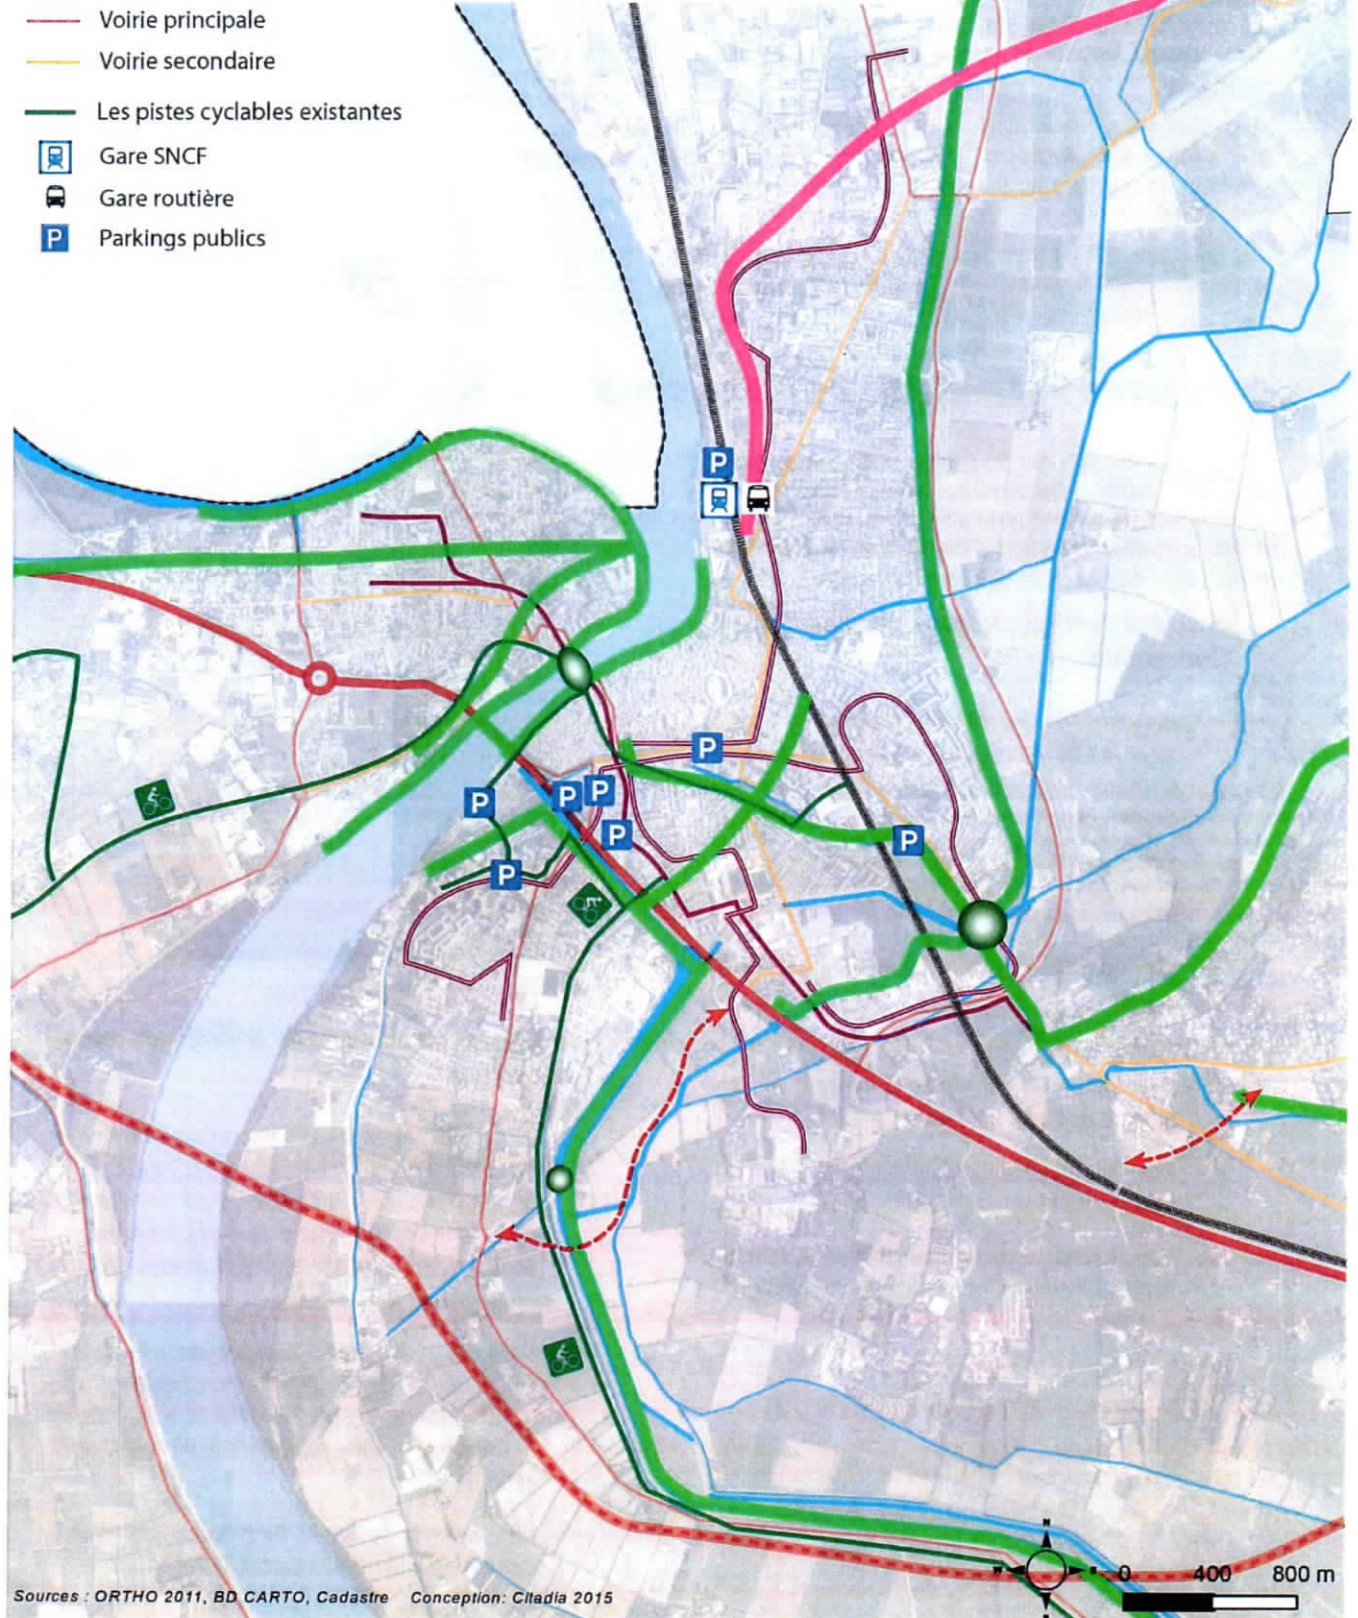 Voirie principale
Voirie secondaire
Les pistes cyclables existantes
Gare SNCF
Gare routière
P Parkings publics
P
P
P
P
P
P
P
P
N
0 400 800 m
Sources : ORTHO 2011, BD CARTO, Cadastre Conception: Citadia 2015